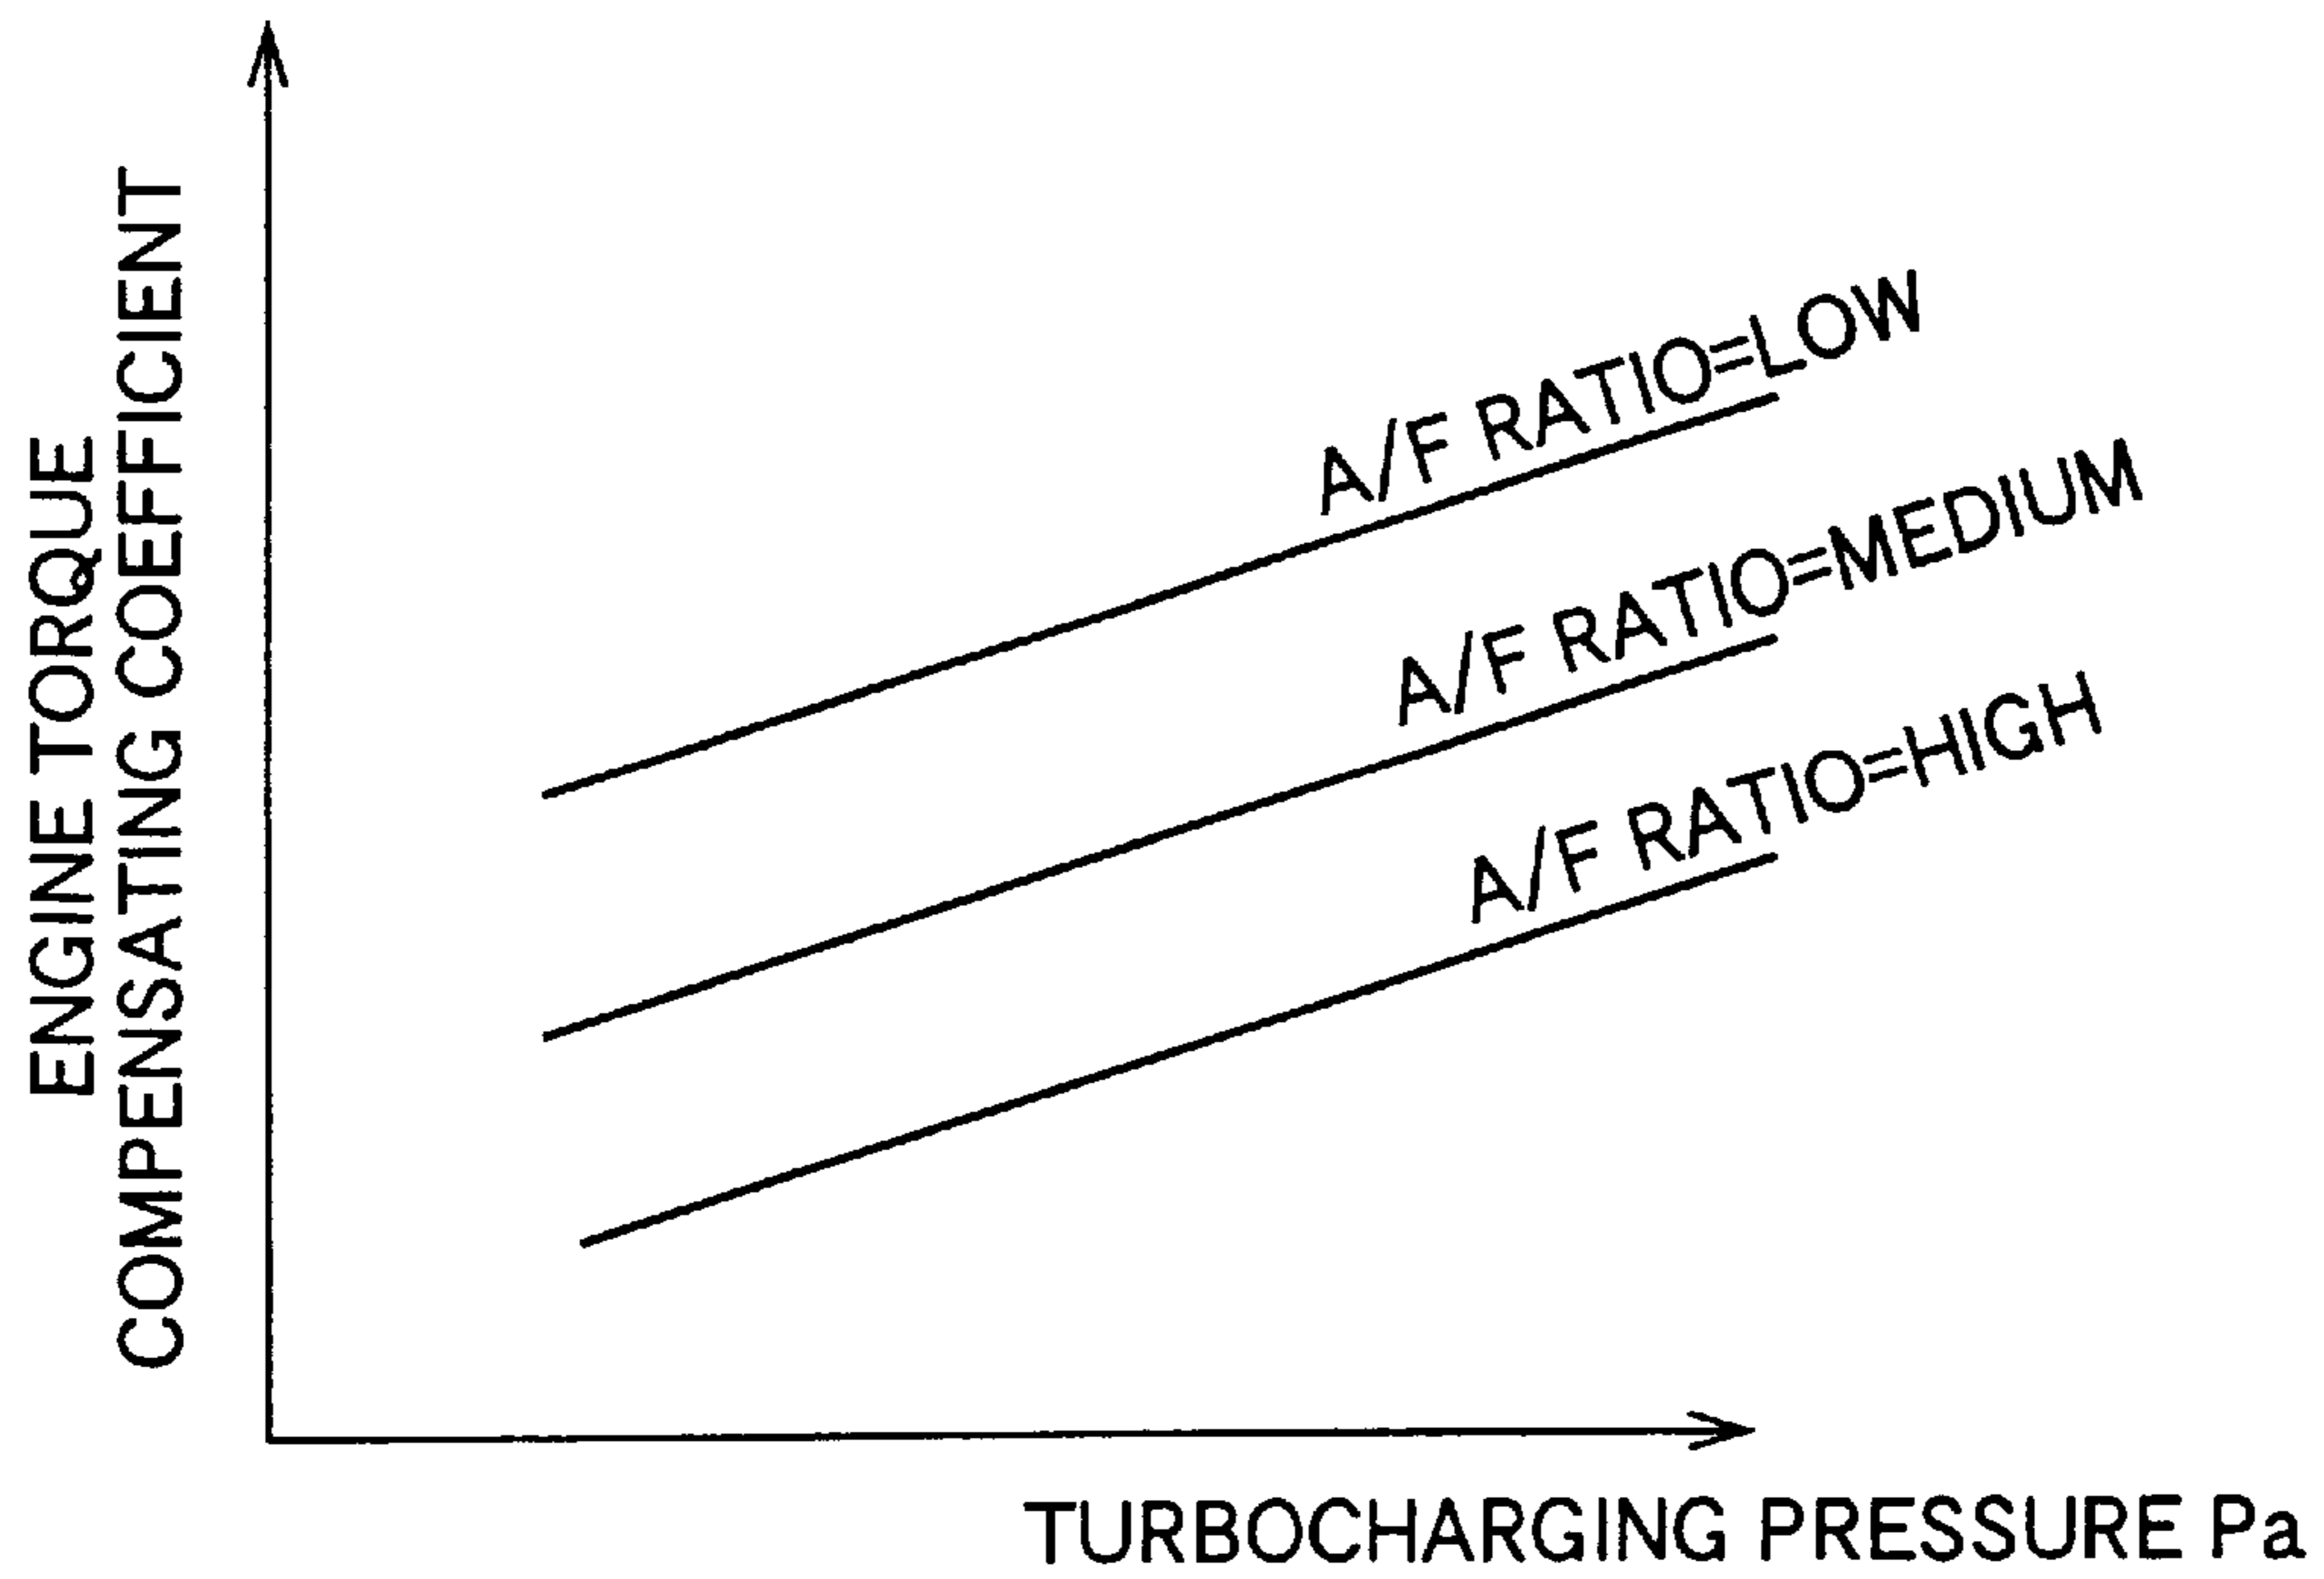 ENGINE TORQUE
COMPENSATING COEFFICIENT
A/F RATIO=LOW
A/F RATIO=MEDIUM
A/F RATIO=HIGH
TURBOCHARGING PRESSURE Pa